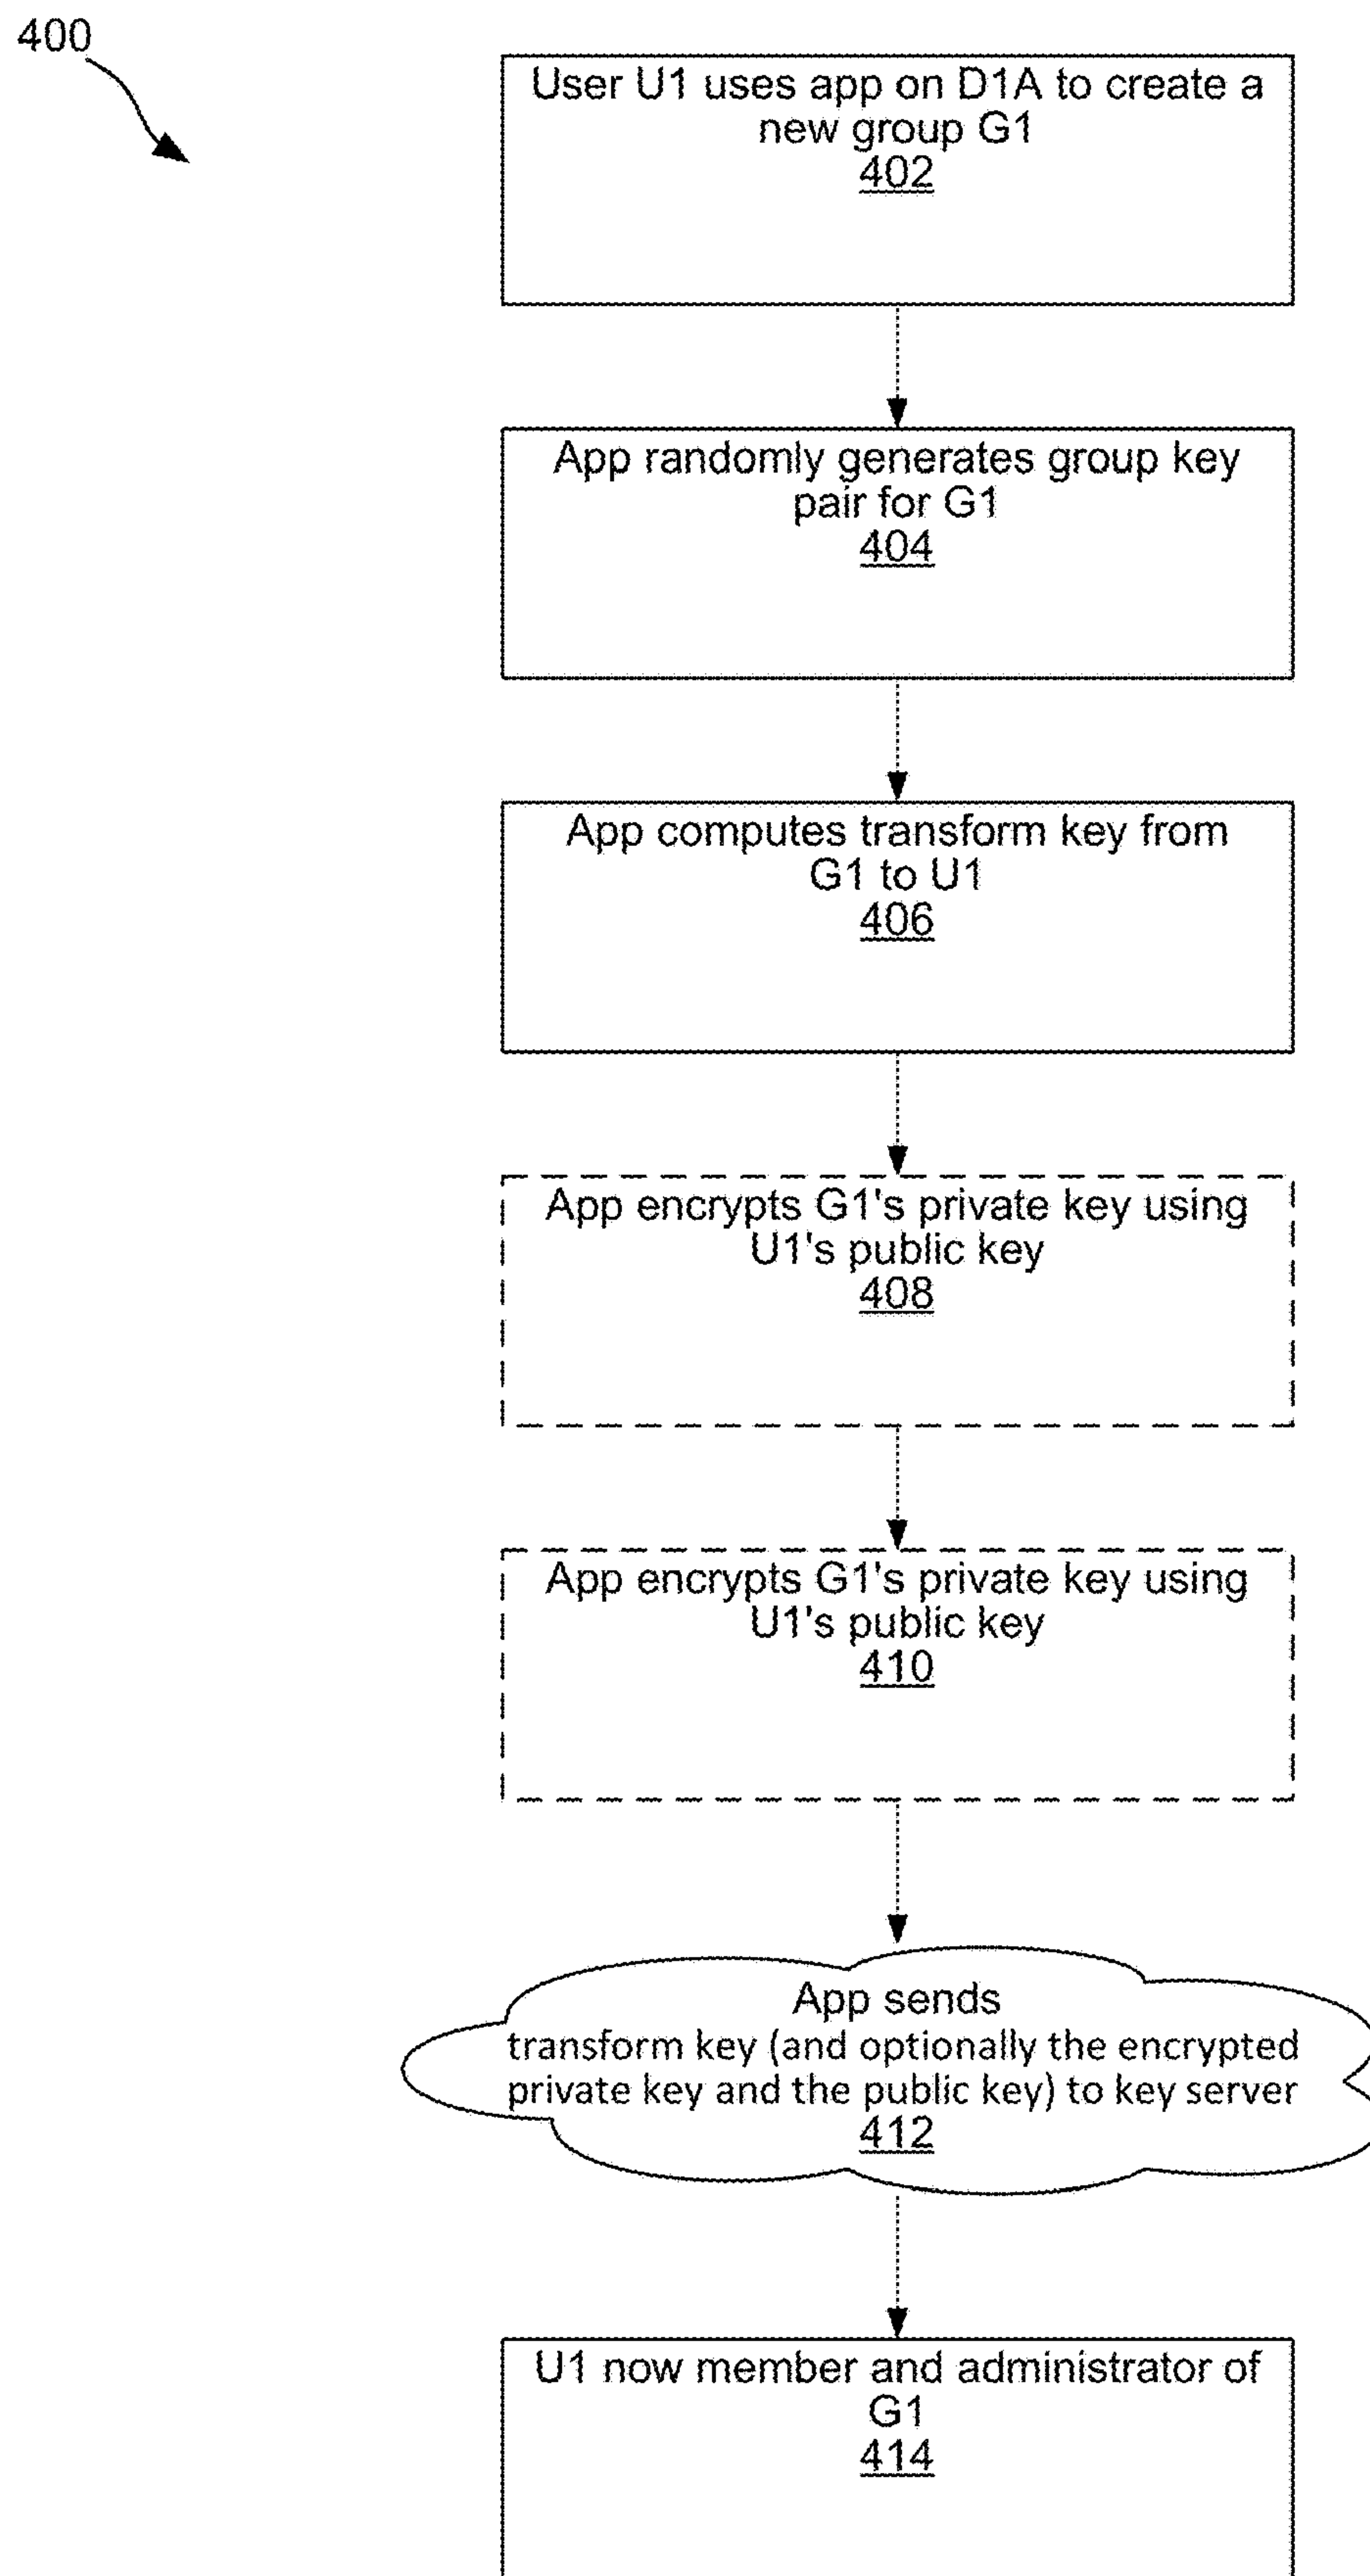 400
User U1 uses app on D1A to create a
new group G1
402
App randomly generates group key
pair for G1
404
App computes transform key from
G1 to U1
406
App encrypts G1's private key using
U1's public key
408
App encrypts G1's private key using
U1's public key
410
App sends
transform key (and optionally the encrypted
private key and the public key) to key server
412
U1 now member and administrator of
G1
414